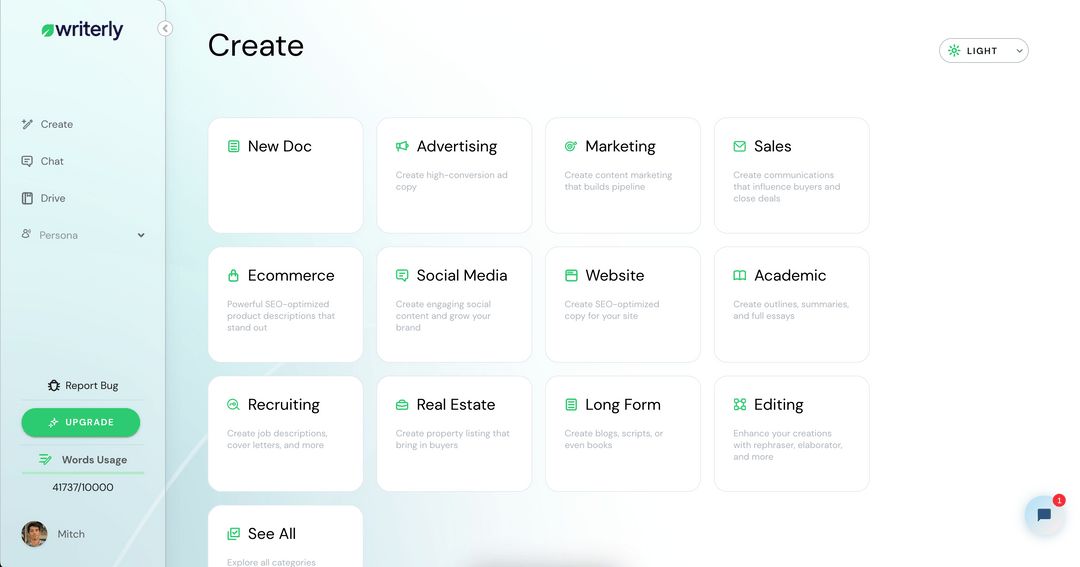 writerly
Create
Chat
Drive
Persona
Report Bug
UPGRADE
Words Usage
41737/10000
Mitch
Create
LIGHT
New Doc
Advertising
Create high-conversion ad
copy
Marketing
Create content marketing
that builds pipeline
Sales
Create communications
that influence buyers and
close deals
Ecommerce
Powerful SEO-optimized
product descriptions that
stand out
Social Media
Create engaging social
content and grow your
brand
Website
Create SEO-optimized
copy for your site
Academic
Create outlines, summaries,
and full essays
Recruiting
Create job descriptions,
cover letters, and more
Real Estate
Create property listing that
bring in buyers
Long Form
Create blogs, scripts, or
even books
Editing
Enhance your creations
with rephraser, elaborator,
and more
See All
Explore all categories
1